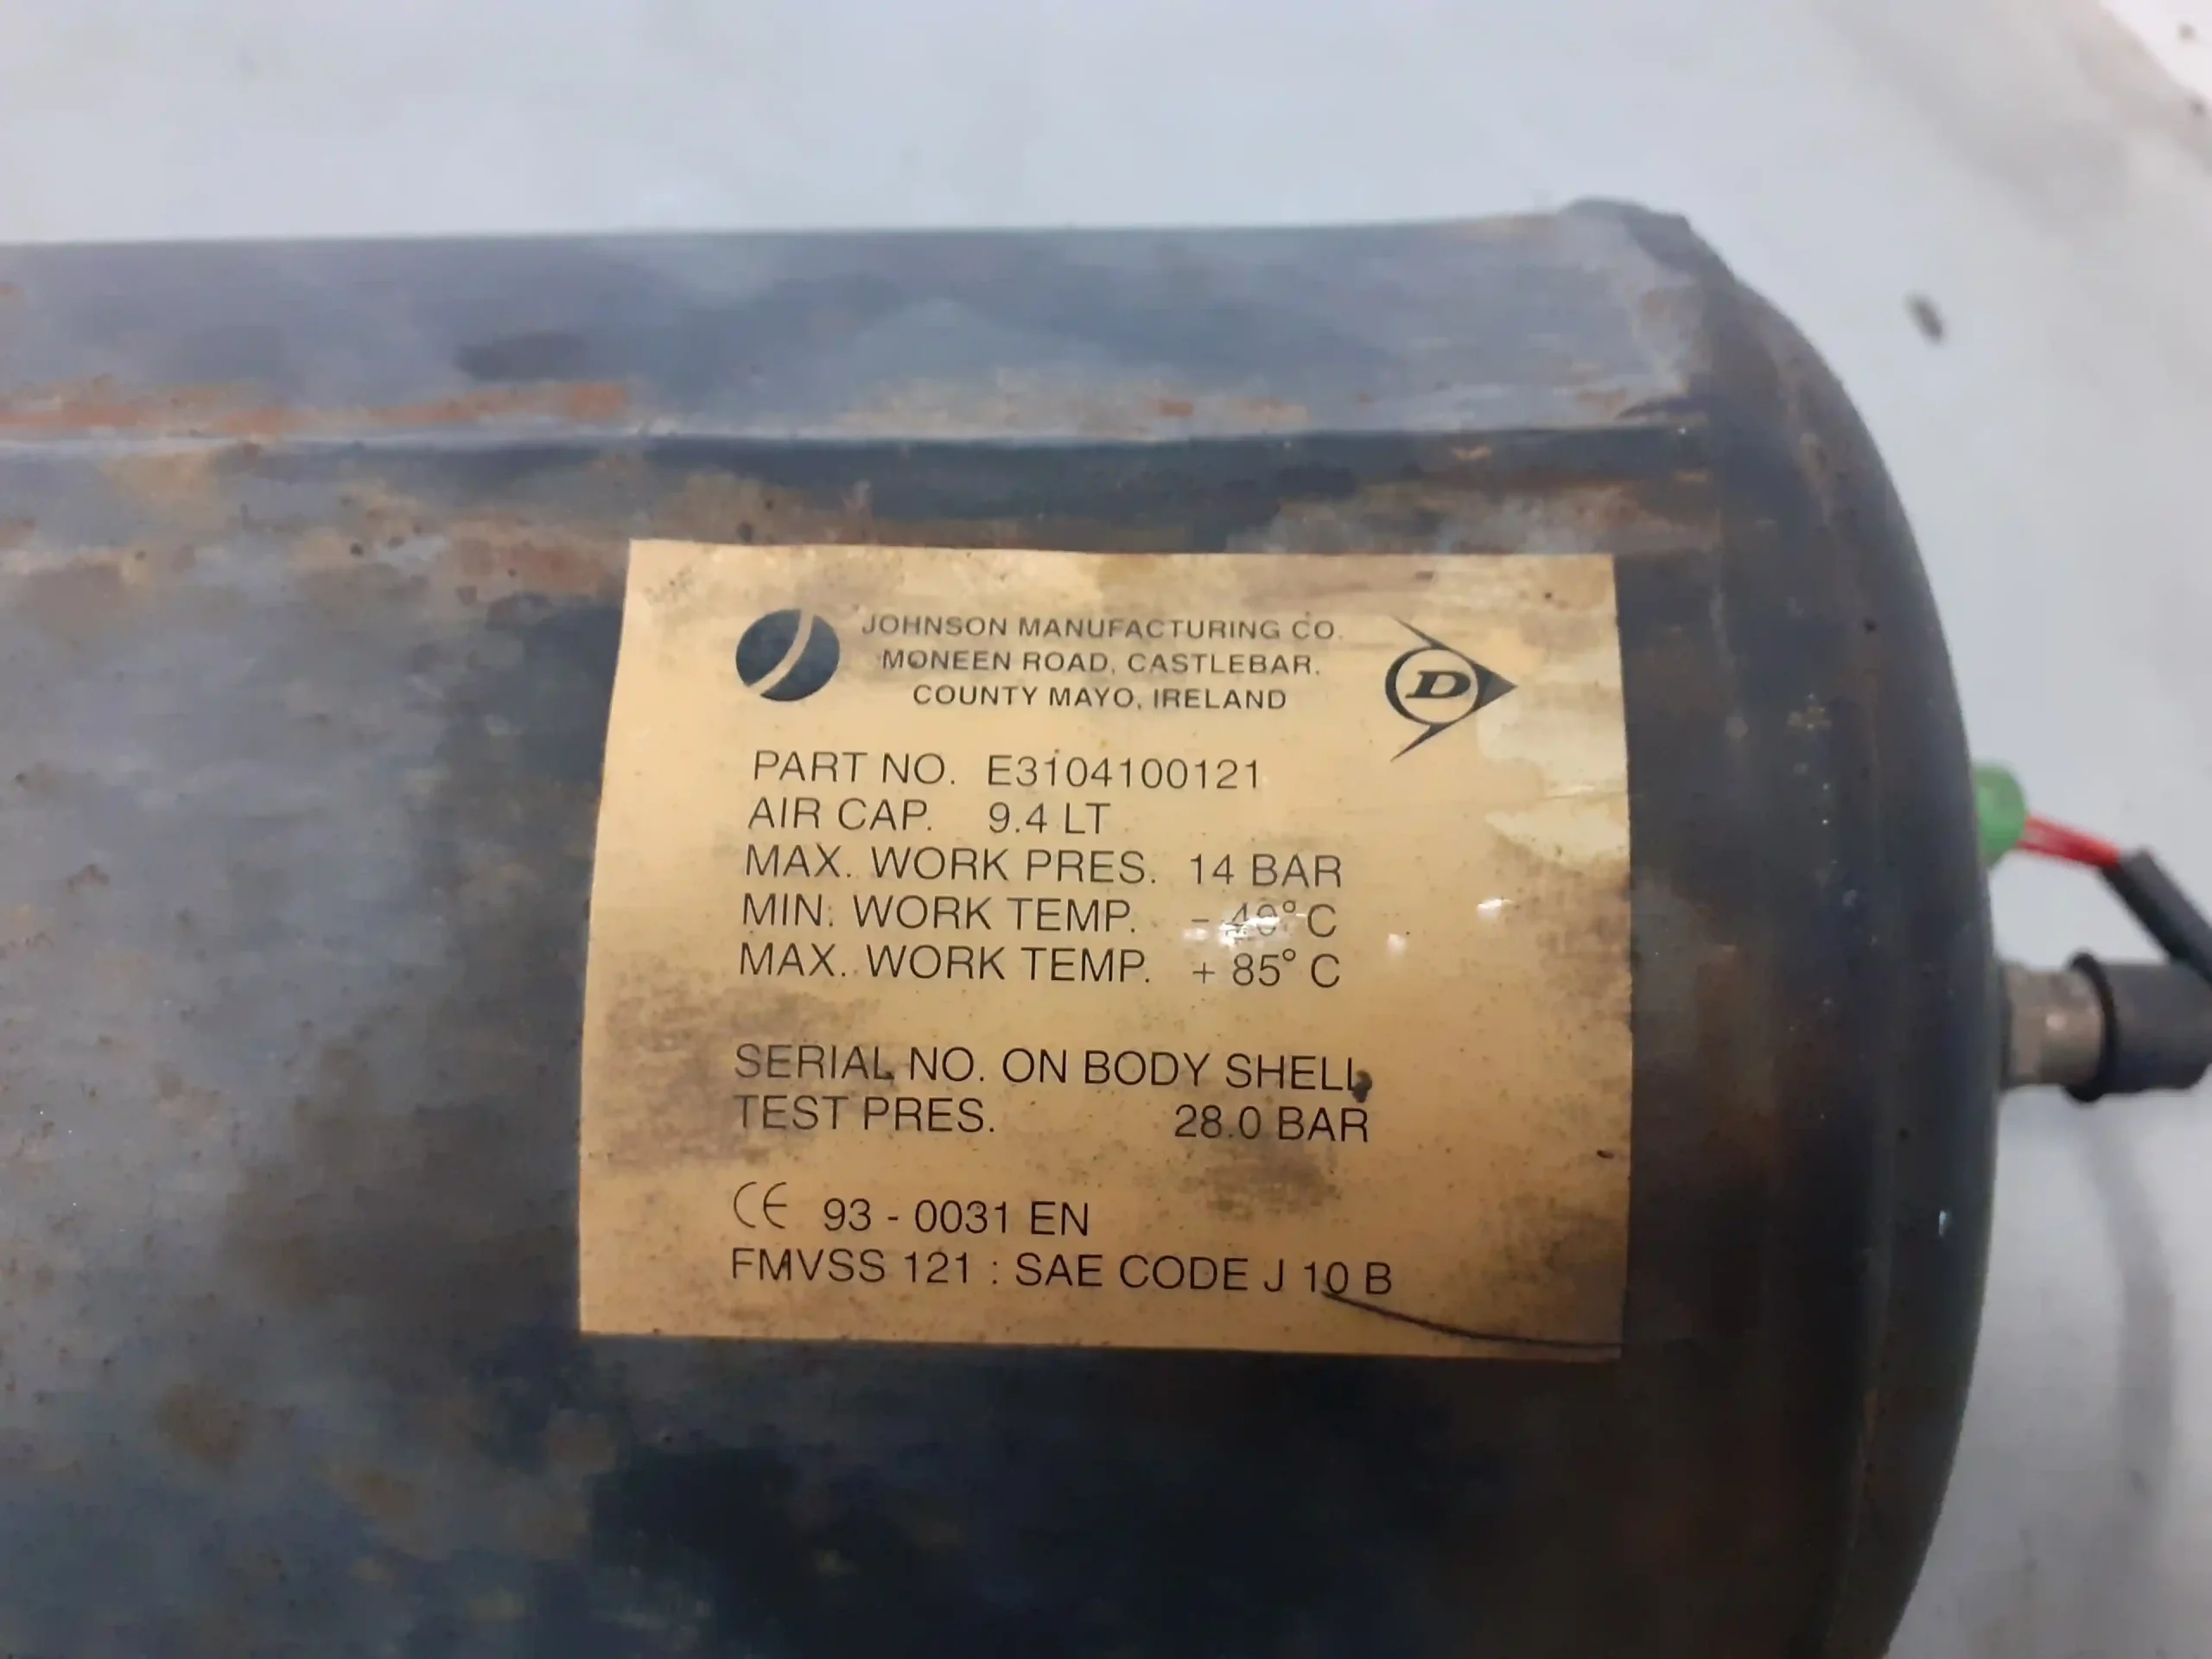 JOHNSON MANUFACTURING CO.
MONEEN ROAD, CASTLEBAR.
COUNTY MAYO, IRELAND
D
PART NO. E3104100121
AIR CAP. 9.4 LT
MAX. WORK PRES. 14 BAR
MIN. WORK TEMP. - 40° C
MAX. WORK TEMP. + 85° C
SERIAL NO. ON BODY SHELL
TEST PRES. 28.0 BAR
CE 93 - 0031 EN
FMVSS 121 : SAE CODE J 10 B